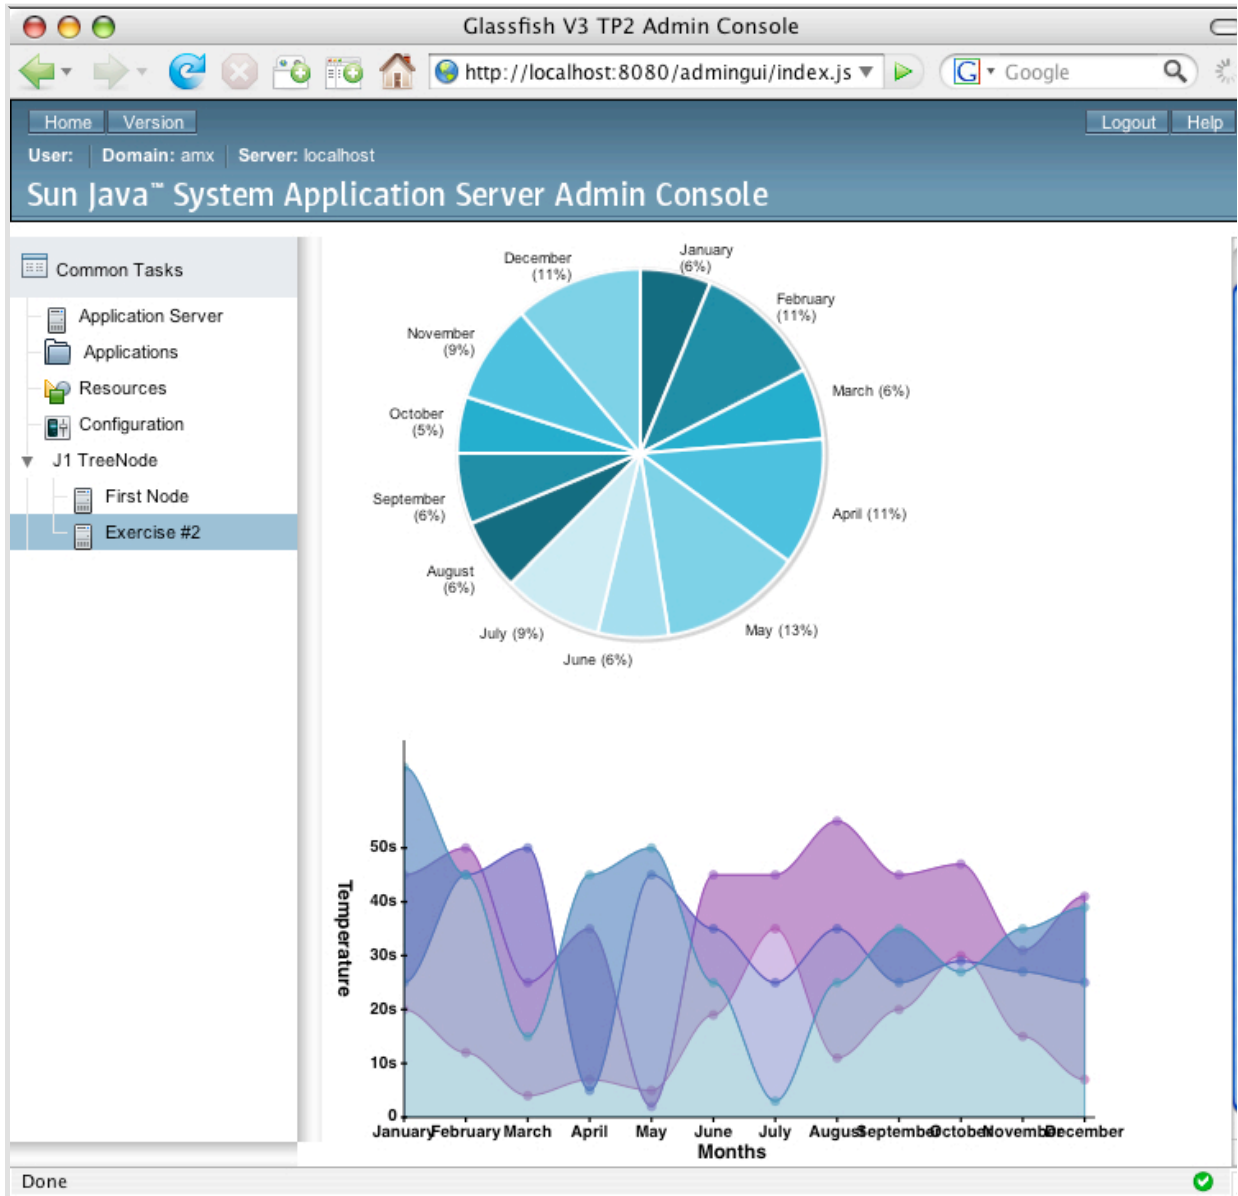 Glassfish V3 TP2 Admin Console
http://localhost:8080/admingui/index.js
G Google
Home Version Logout Help
User: Domain: amx Server: localhost
Sun Java™ System Application Server Admin Console
Common Tasks
Application Server
Applications
Resources
Configuration
J1 TreeNode
First Node
Exercise #2
January
(6%)
February
(11%)
March (6%)
April (11%)
May (13%)
June (6%)
July (9%)
August
(6%)
September
(6%)
October
(5%)
November
(9%)
December
(11%)
Temperature
50s
40s
30s
20s
10s
0
January February March April May June July August September October November December
Months
Done